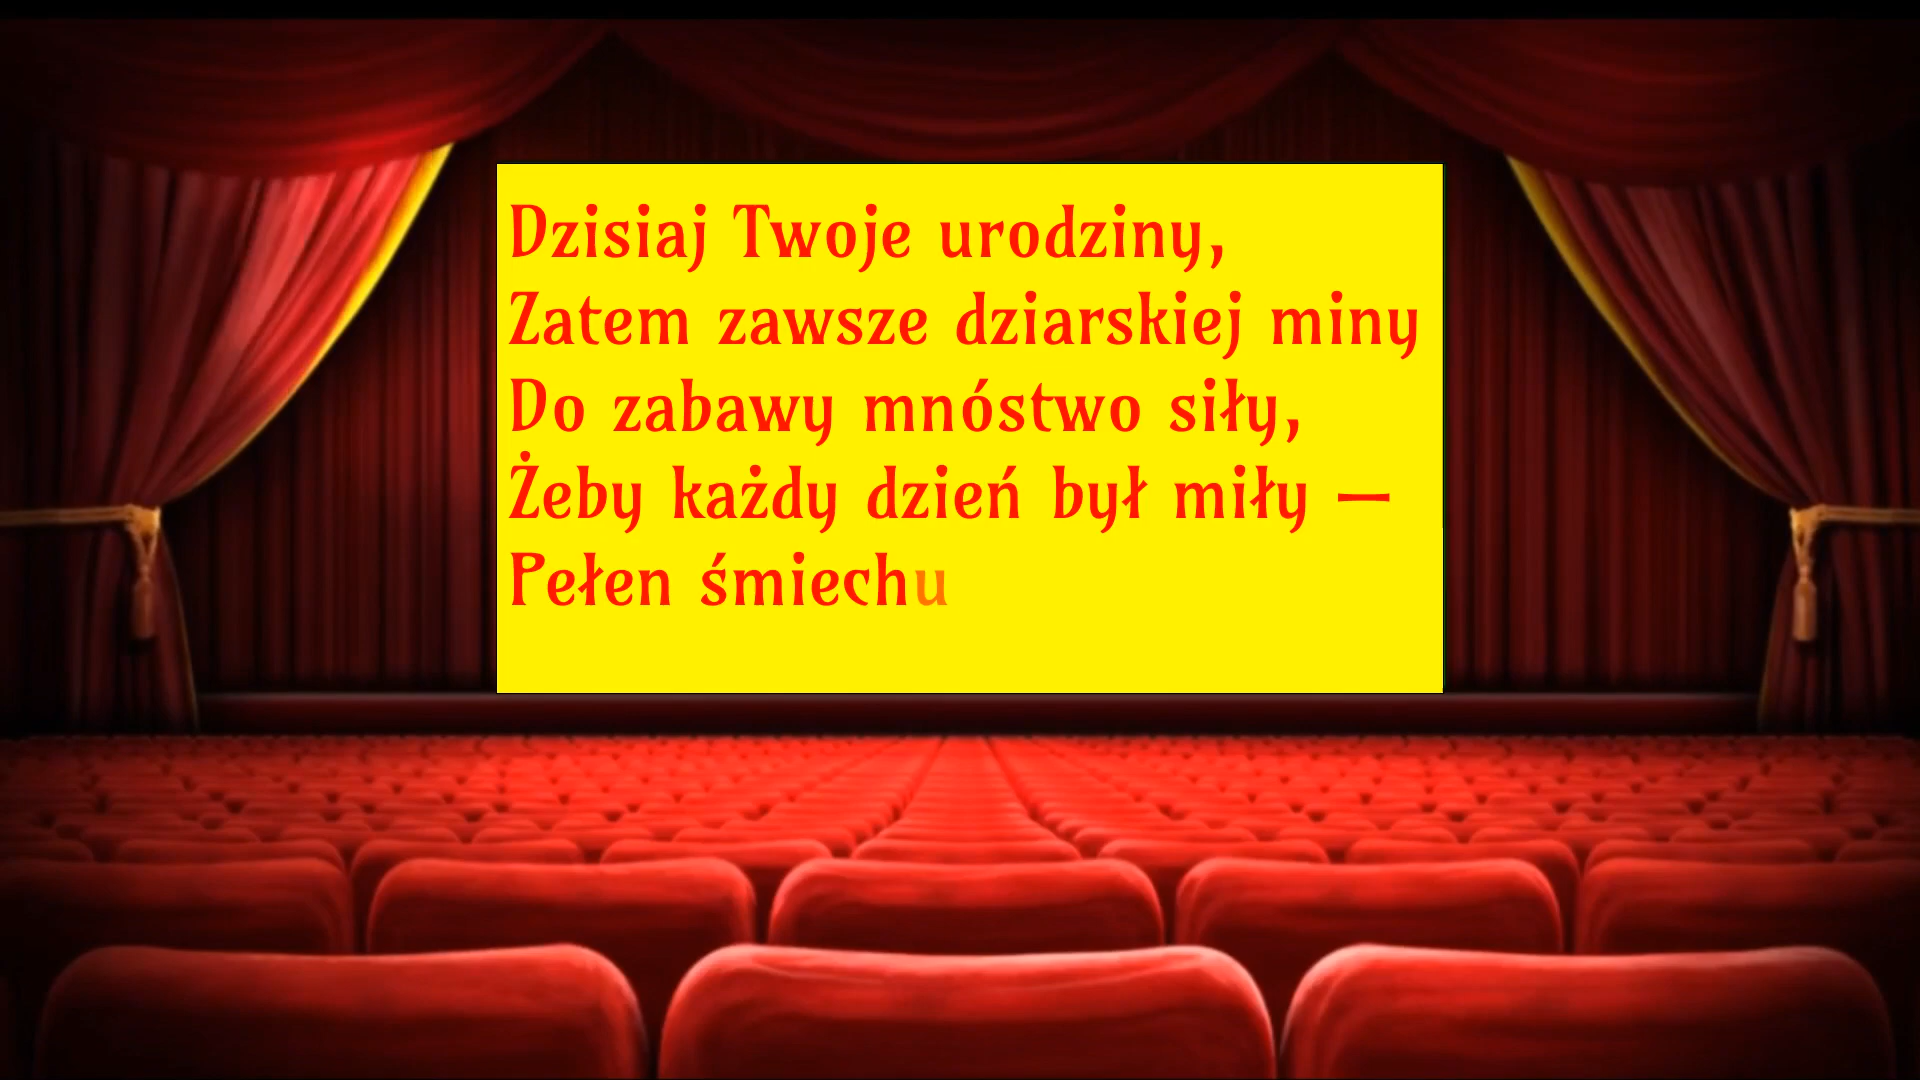 Dzisiaj Twoje urodziny,
Zatem zawsze dziarskiej miny
Do zabawy mnóstwo siły,
Żeby każdy dzień był miły —
Pełen śmiechu